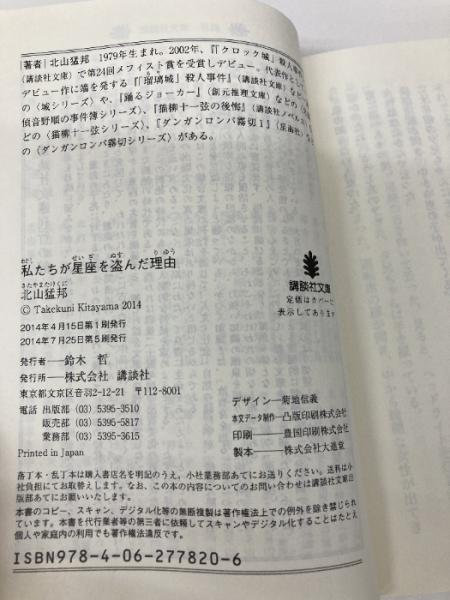 著者|北山猛邦 1979年生まれ。2002年、『『クロック城』殺人事件
(講談社文庫)で第24回メフィスト賞を受賞しデビュー。代表作と
デビュー作に端を発する『『瑠璃城』殺人事件』(講談社文庫)な
の〈城シリーズ〉や、『踊るジョーカー』(創元推理文庫)などの
偵音野順の事件簿シリーズ〉、『猫柳十一弦の後悔』(講談社ノベルス)
どの〈猫柳十一弦シリーズ〉、『ダンガンロンパ霧切1』(星海社)
の〈ダンガンロンパ霧切シリーズ〉がある。
わたし せいざ ぬす りゆう
私たちが星座を盗んだ理由
きたやまたけくに
北山猛邦
© Takekuni Kitayama 2014
2014年4月15日第1刷発行
2014年7月25日第5刷発行
発行者――鈴木 哲
発行所――株式会社 講談社
東京都文京区音羽2-12-21 〒112-8001
電話 出版部 (03) 5395-3510
販売部 (03) 5395-5817
業務部 (03) 5395-3615
Printed in Japan
講談社文庫
定価はカバーに
表示してあります
デザイン―菊地信義
本文データ制作―凸版印刷株式会社
印刷――豊国印刷株式会社
製本――株式会社大進堂
落丁本・乱丁本は購入書店名を明記のうえ、小社業務部あてにお送りください。送料は小
社負担にてお取替えします。なお、この本の内容についてのお問い合わせは講談社文庫出
版部あてにお願いいたします。
本書のコピー、スキャン、デジタル化等の無断複製は著作権法上での例外を除き禁じられ
ています。本書を代行業者等の第三者に依頼してスキャンやデジタル化することはたとえ
個人や家庭内の利用でも著作権法違反です。
ISBN978-4-06-277820-6